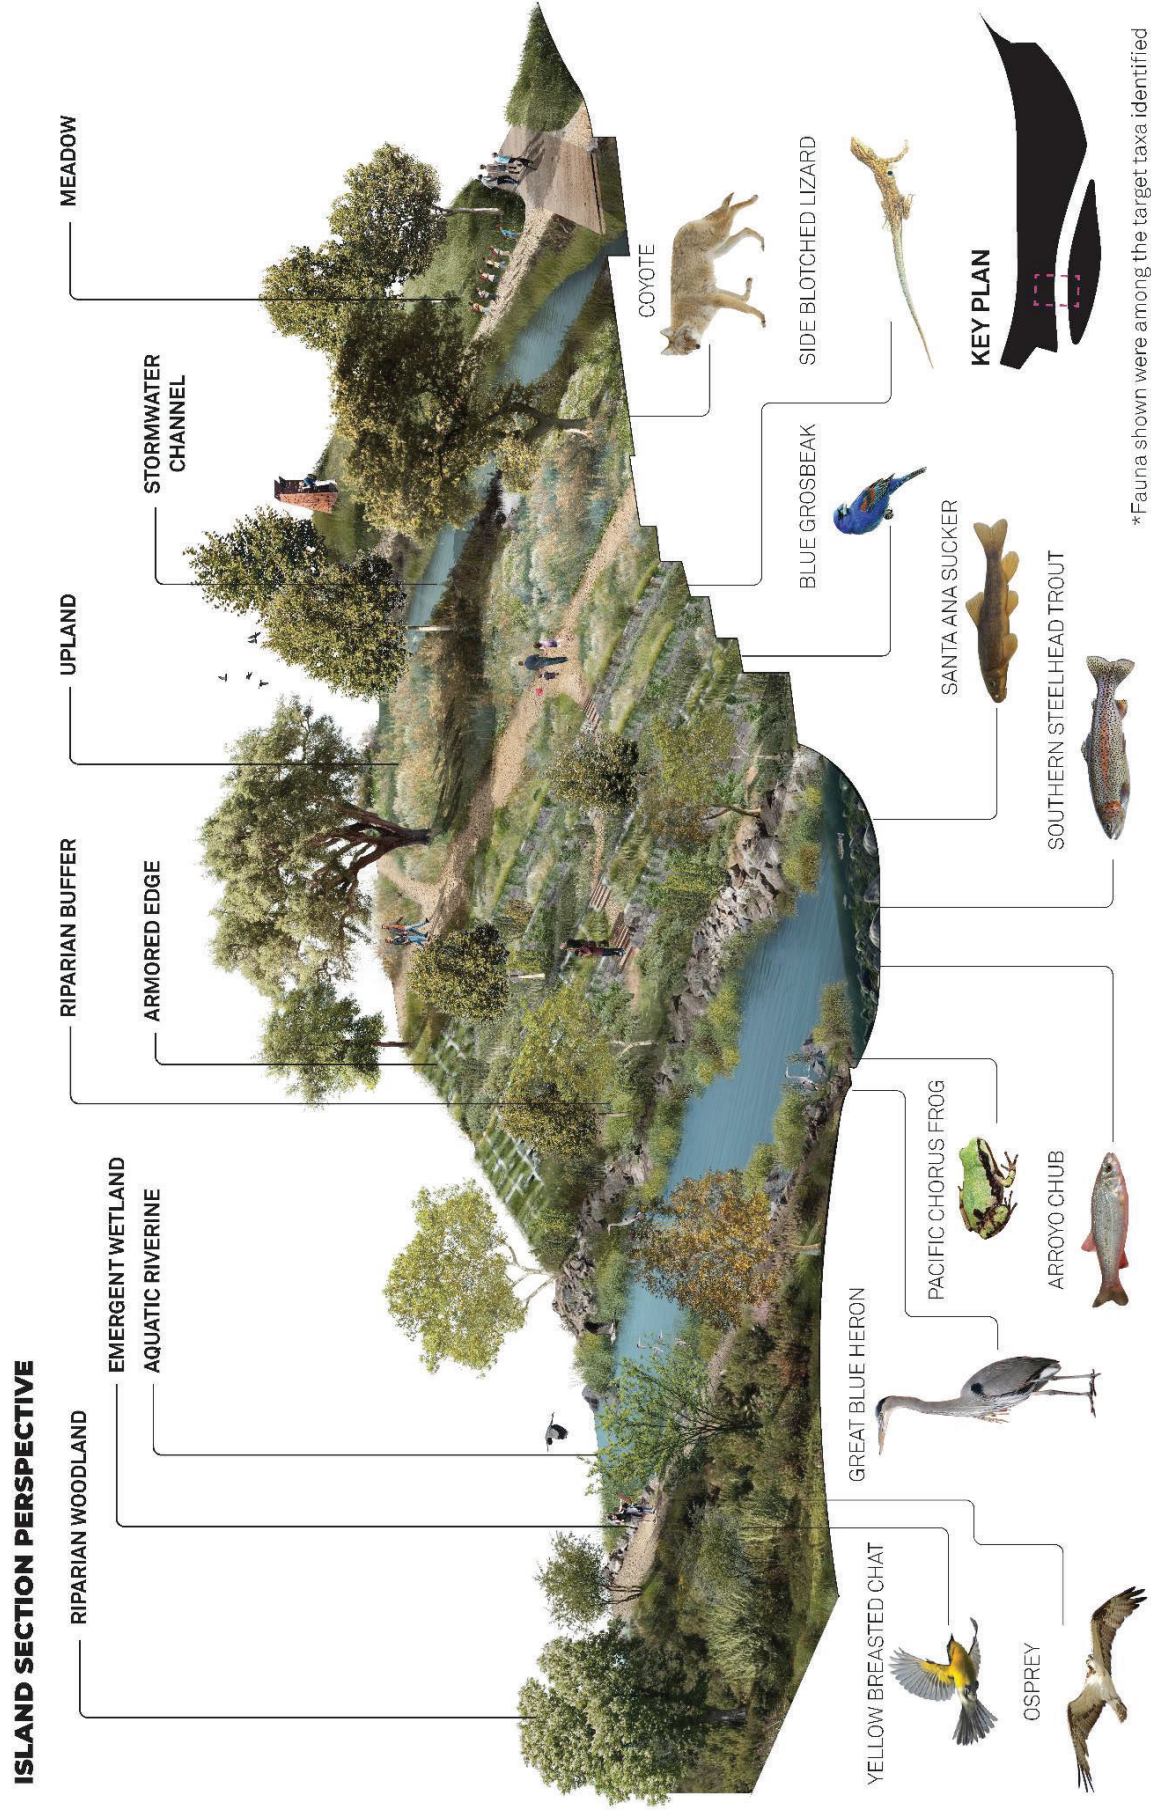 ISLAND SECTION PERSPECTIVE
RIPARIAN WOODLAND
EMERGENT WETLAND
AQUATIC RIVERINE
RIPARIAN BUFFER
ARMORED EDGE
UPLAND
STORMWATER
CHANNEL
MEADOW
YELLOW BREASTED CHAT
OSPREY
GREAT BLUE HERON
PACIFIC CHORUS FROG
ARROYO CHUB
SOUTHERN STEELHEAD TROUT
SANTA ANA SUCKER
BLUE GROSBEAK
SIDE BLOTCHED LIZARD
COYOTE
KEY PLAN
*Fauna shown were among the target taxa identified